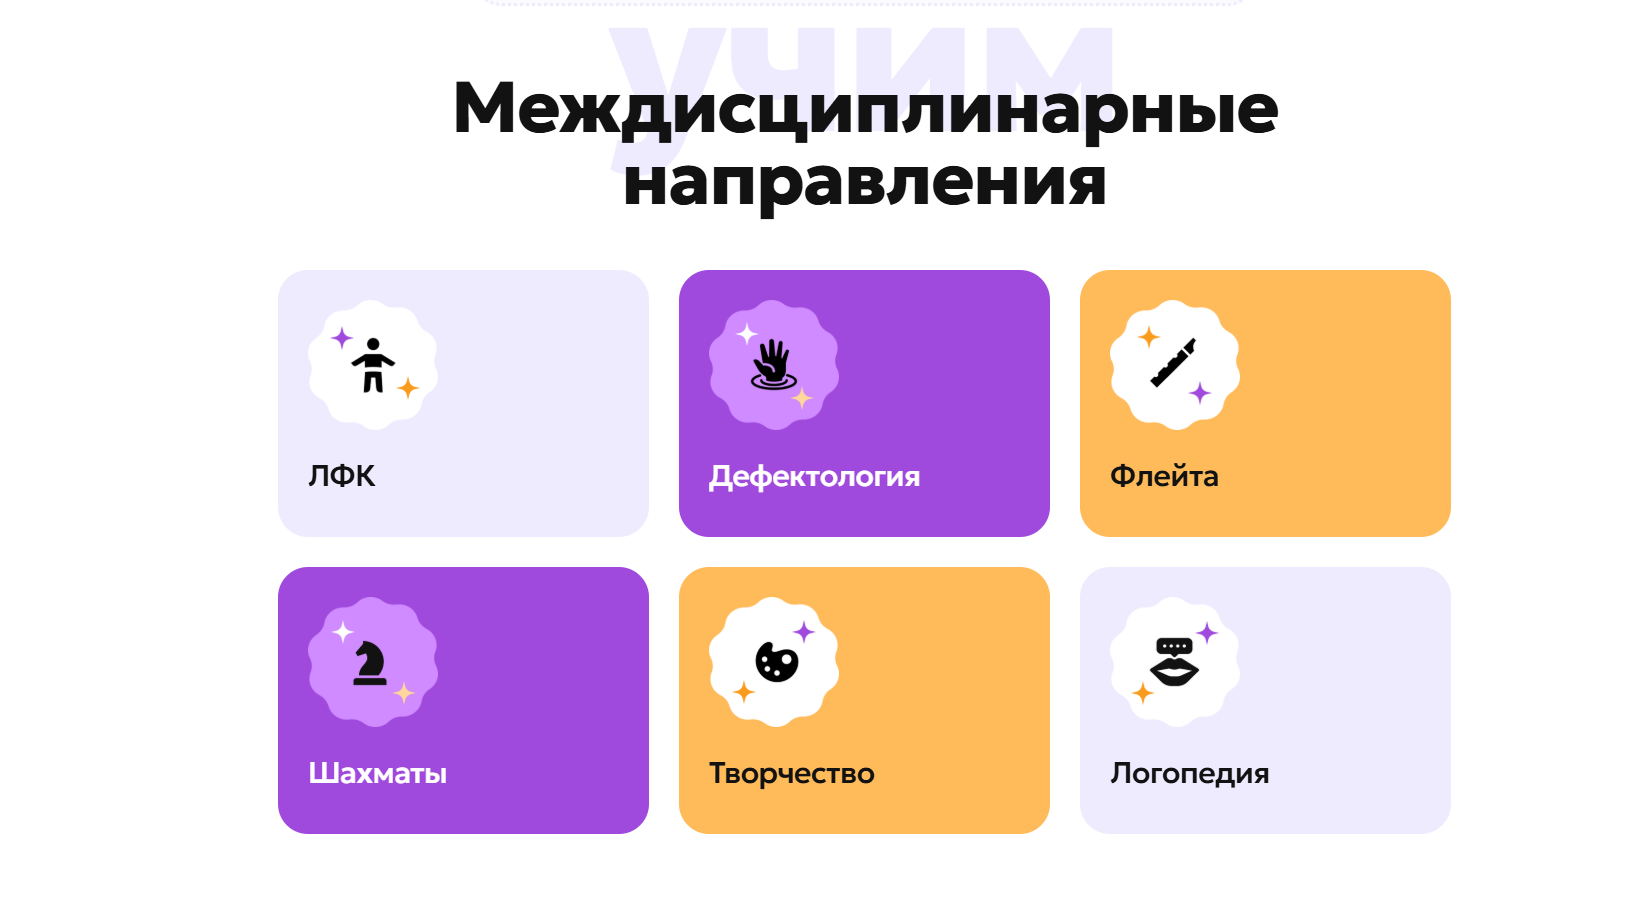 учим
Междисциплинарные
направления
ЛФК
Дефектология
Флейта
Шахматы
Творчество
Логопедия